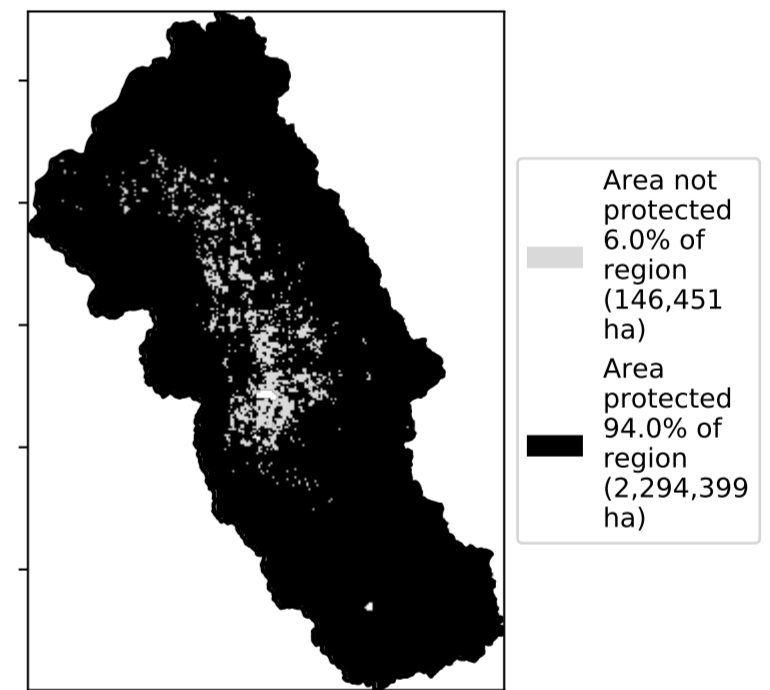 Area not
protected
6.0% of
region
(146,451
ha)
Area
protected
94.0% of
region
(2,294,399
ha)